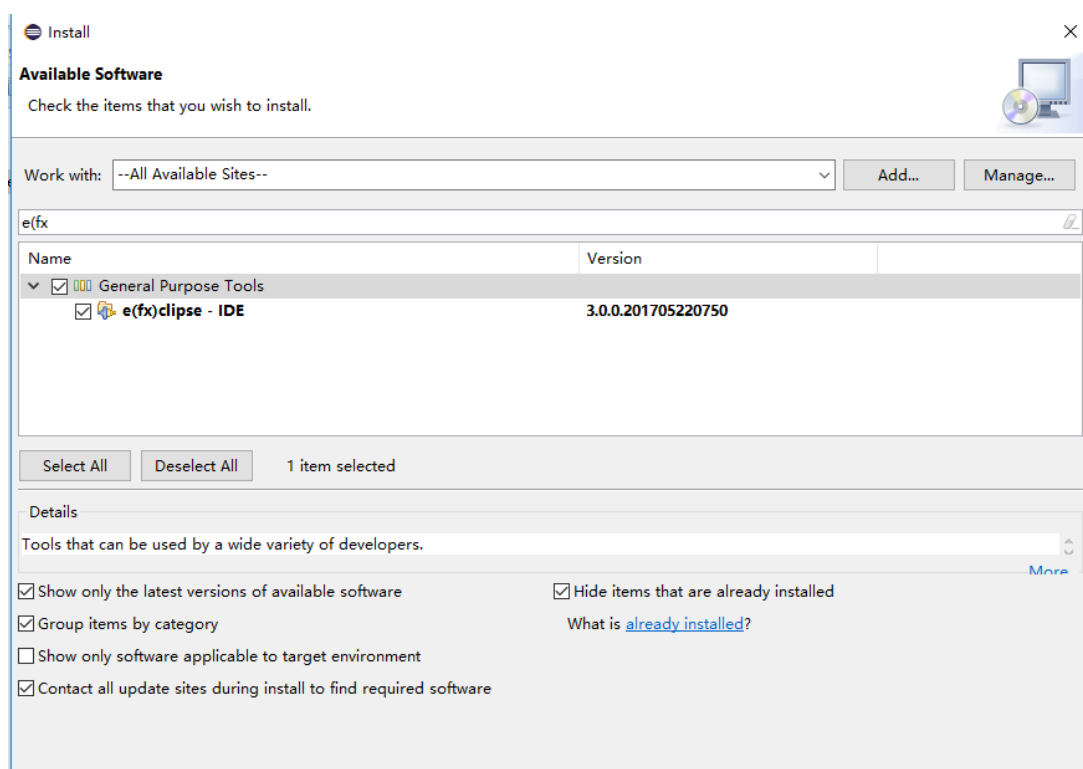 Install
Available Software
Check the items that you wish to install.
Work with: --All Available Sites-- Add... Manage...
e(fx
Name Version
General Purpose Tools
e(fx)clipse - IDE 3.0.0.201705220750
Select All Deselect All 1 item selected
Details
Tools that can be used by a wide variety of developers.
More
Show only the latest versions of available software Hide items that are already installed
Group items by category What is already installed?
Show only software applicable to target environment
Contact all update sites during install to find required software